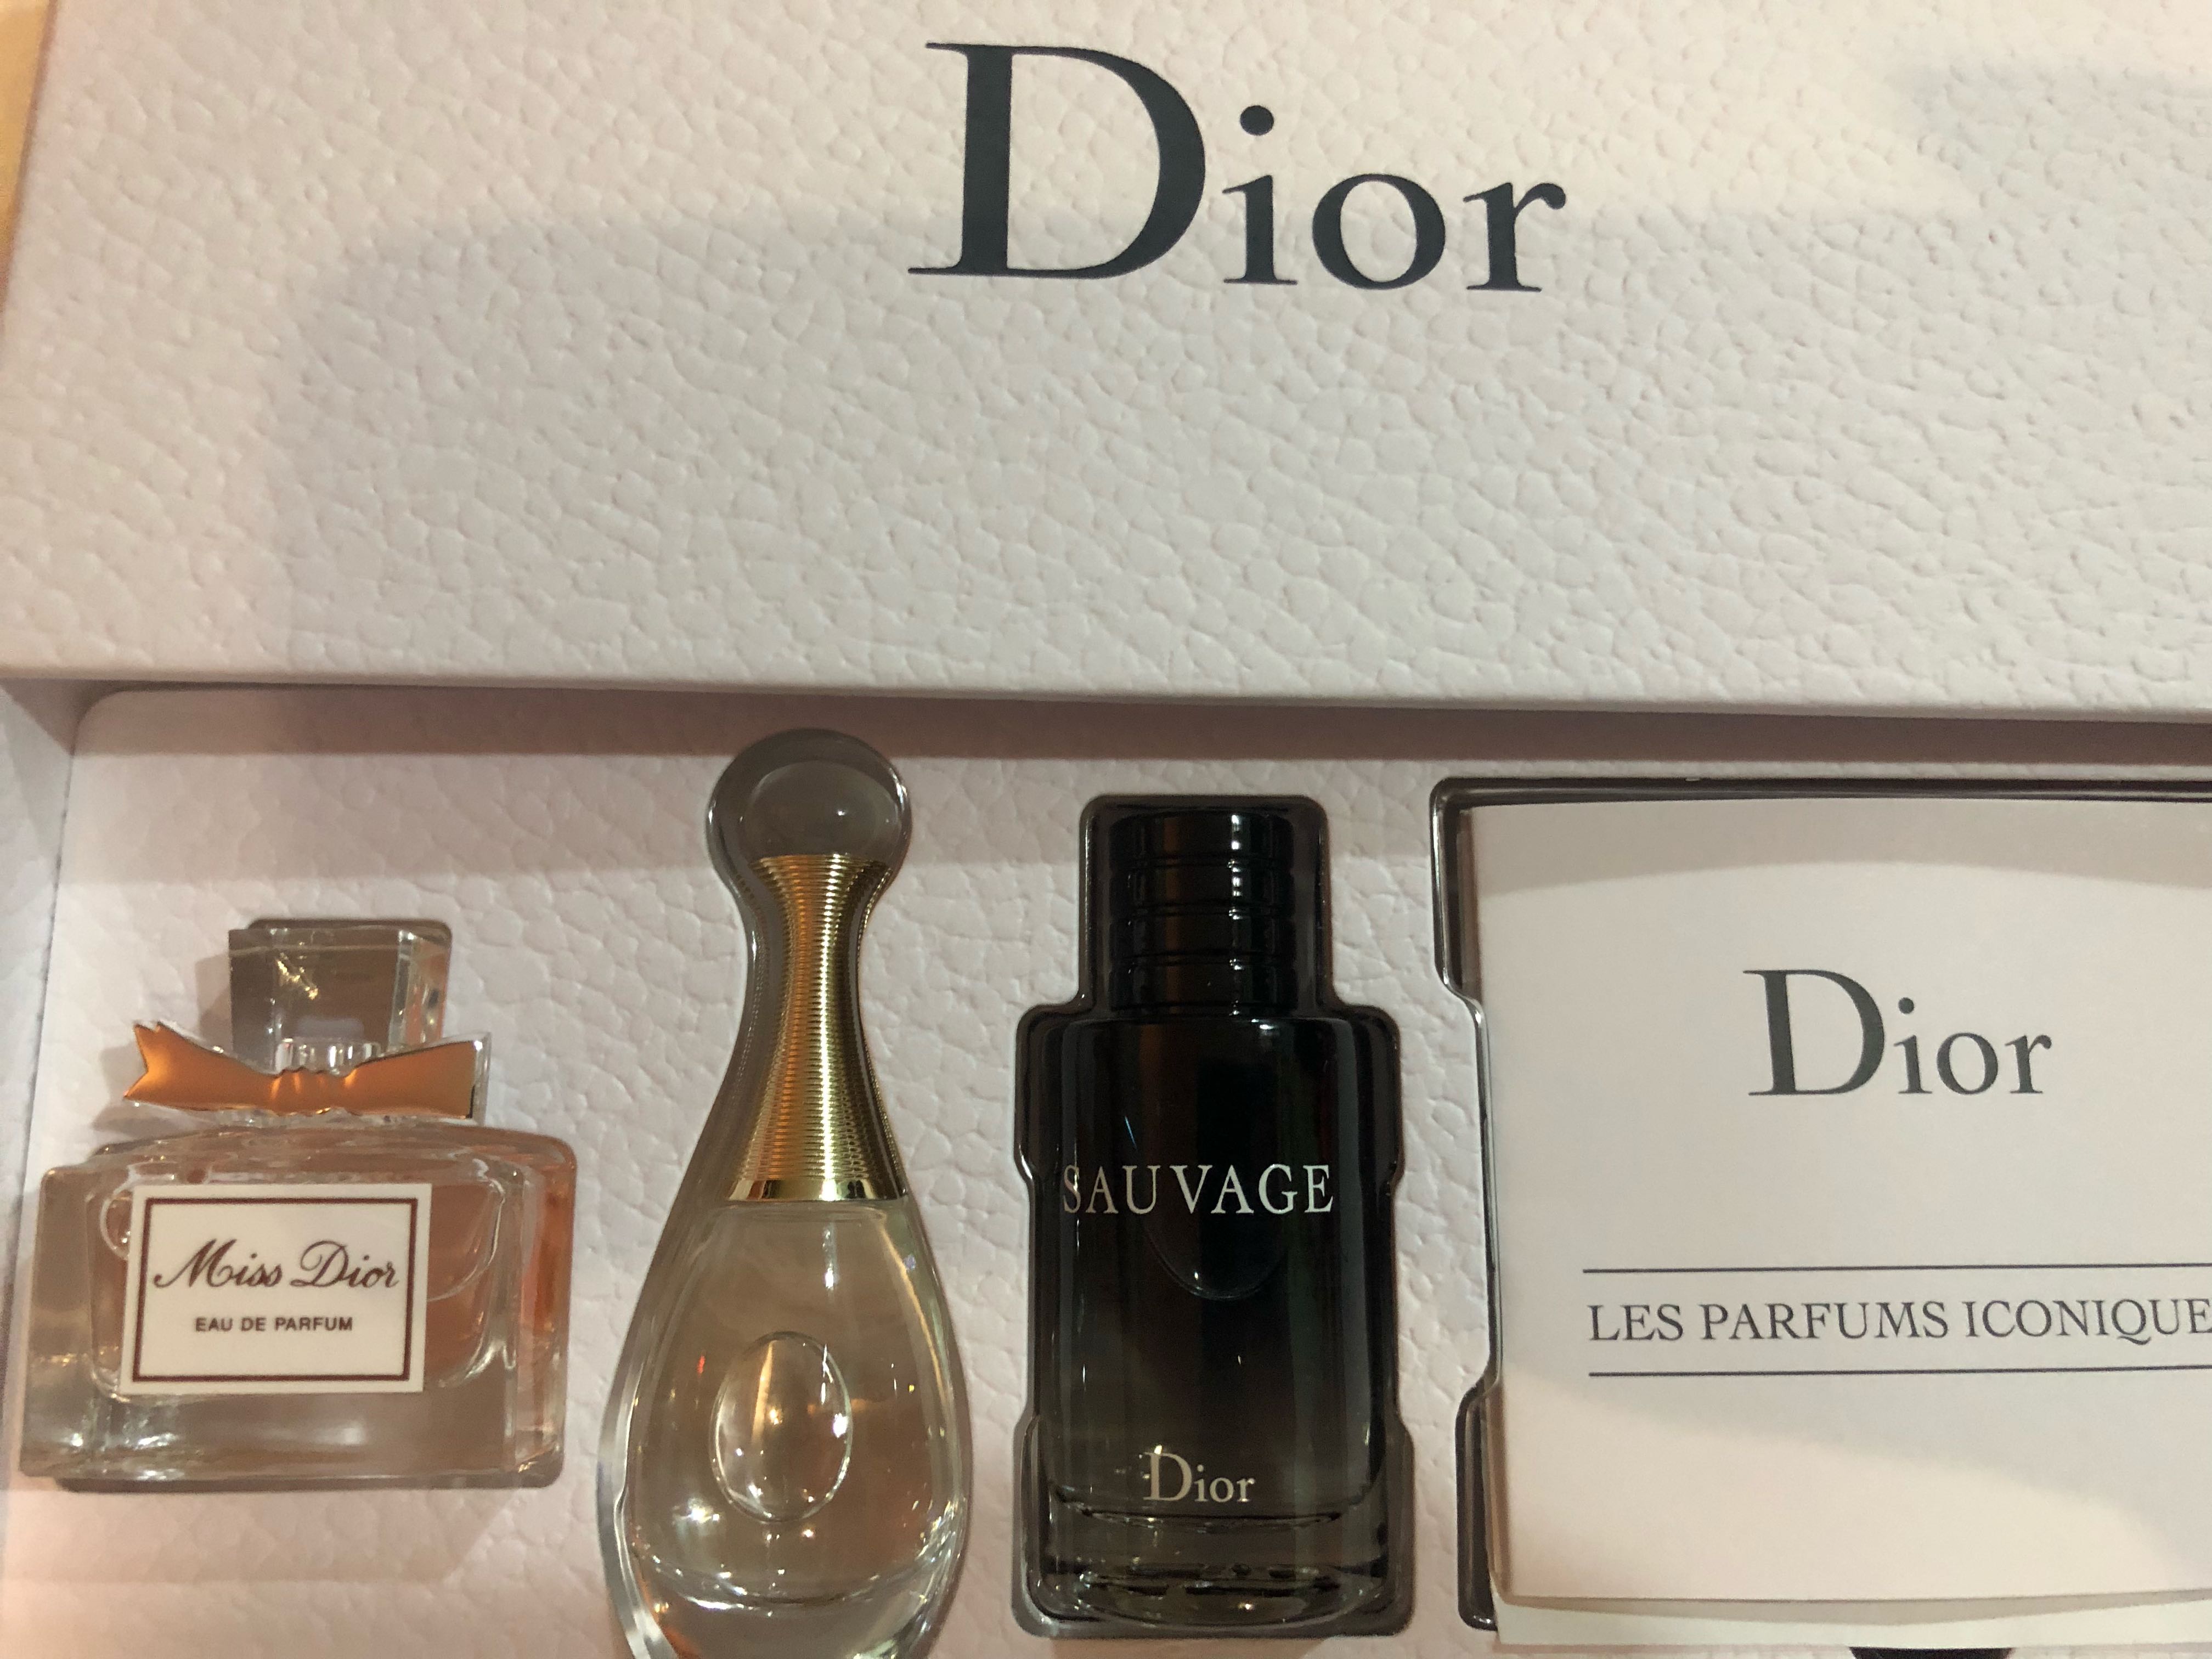 Dior
Miss Dior
EAU DE PARFUM
SAUVAGE
Dior
Dior
LES PARFUMS ICONIQUE